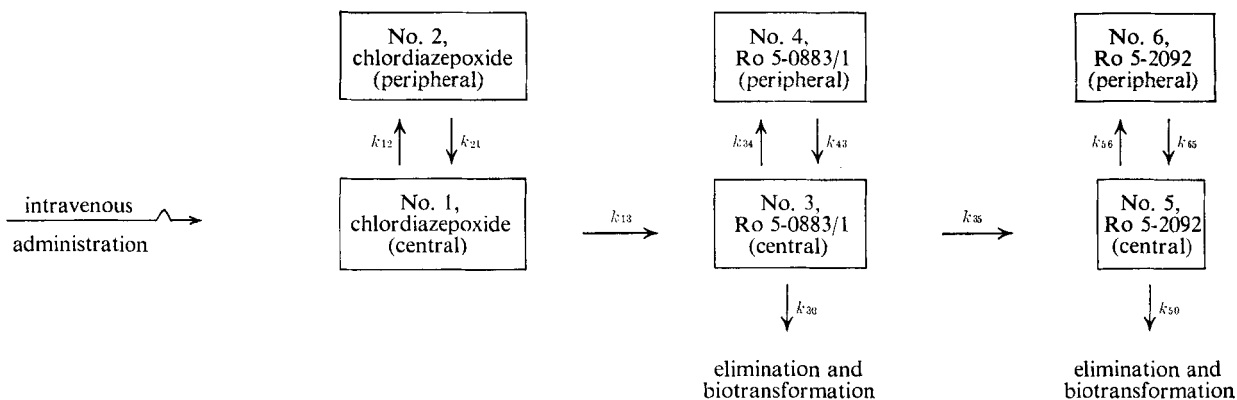 No. 2,
chlordiazepoxide
(peripheral)
No. 4,
Ro 5-0883/1
(peripheral)
No. 6,
Ro 5-2092
(peripheral)
k12
k21
k34
k43
k56
k65
intravenous
administration
No. 1,
chlordiazepoxide
(central)
k13
No. 3,
Ro 5-0883/1
(central)
k35
No. 5,
Ro 5-2092
(central)
k30
k50
elimination and
biotransformation
elimination and
biotransformation